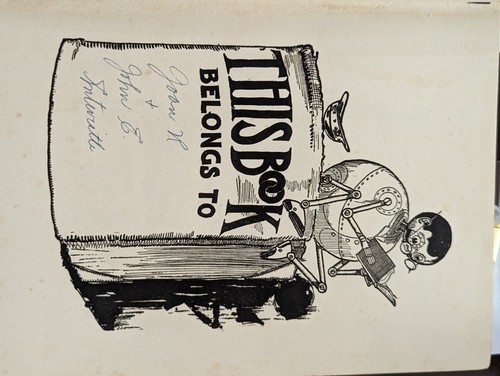 THIS BOOK
BELONGS TO
Joan R
+
John E.